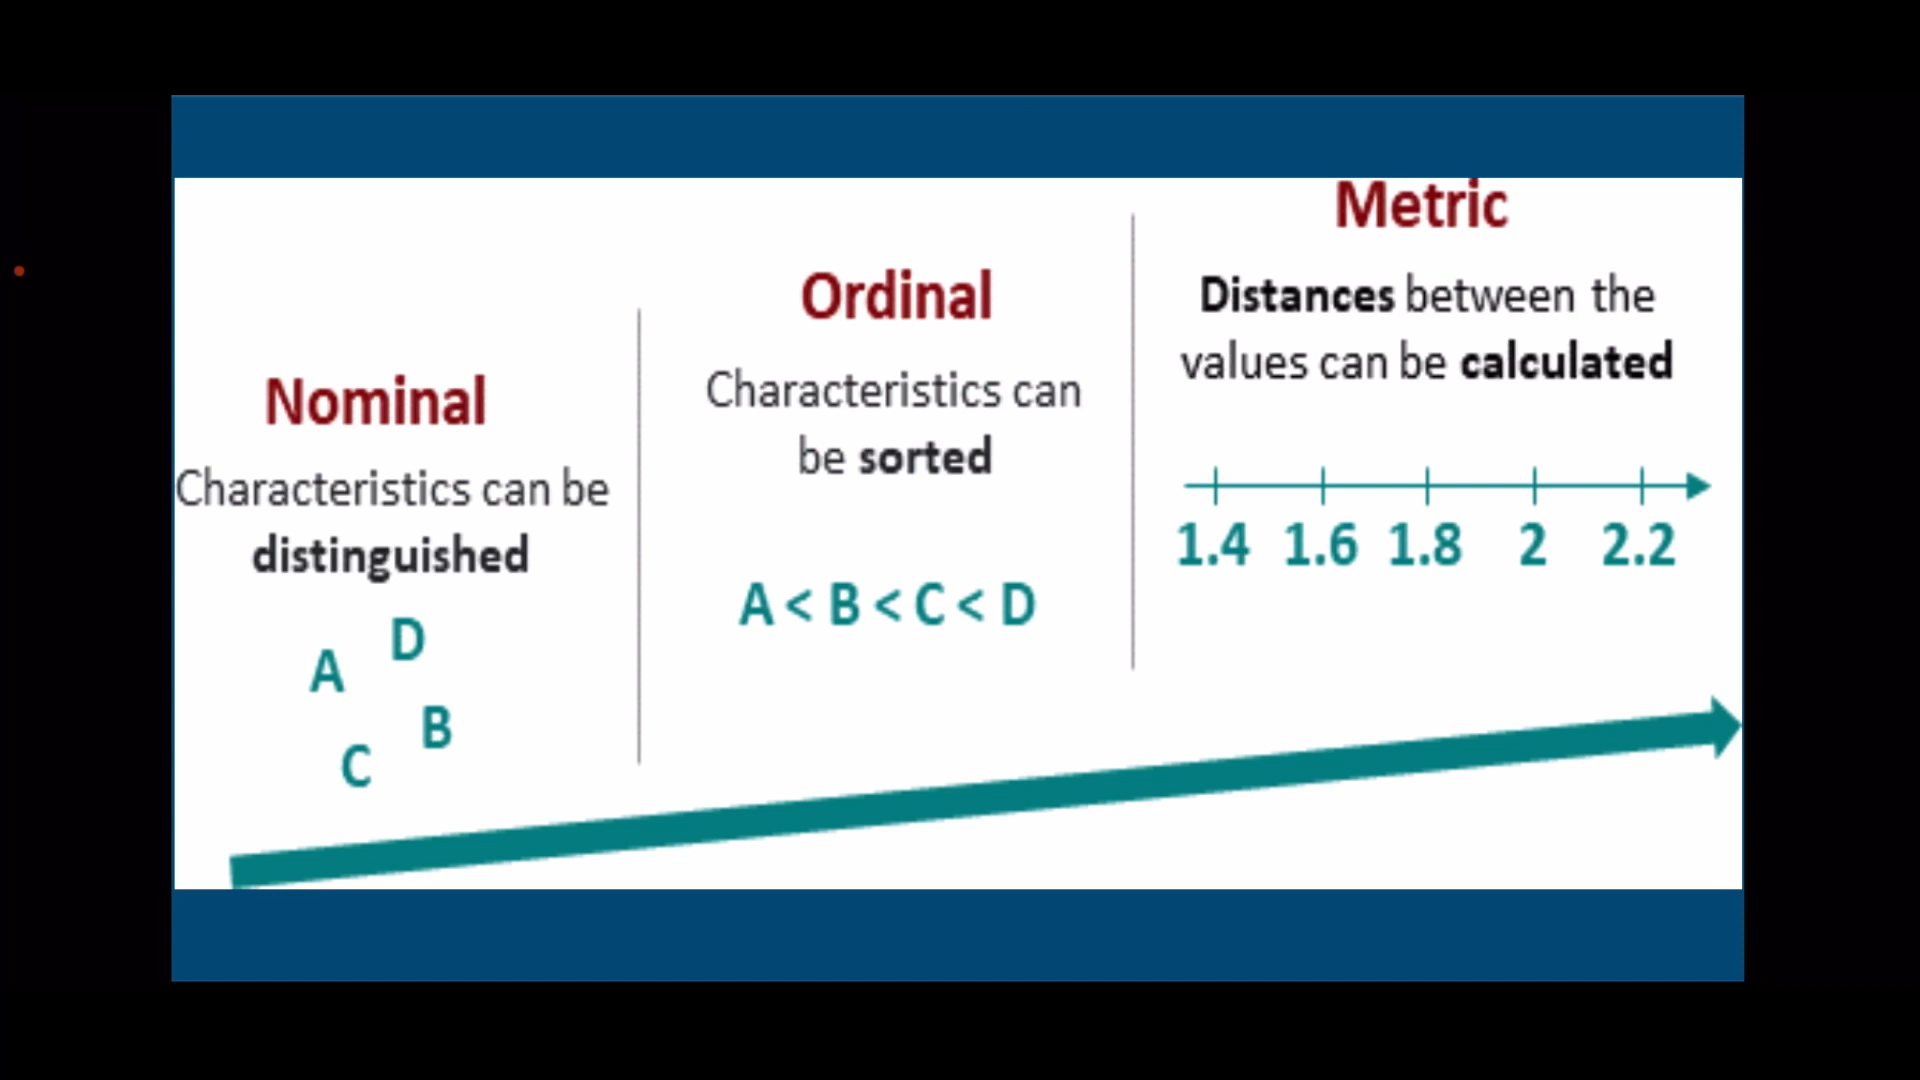 Nominal
Characteristics can be
distinguished
A
D
B
C
Ordinal
Characteristics can
be sorted
A < B < C < D
Metric
Distances between the
values can be calculated
1.4 1.6 1.8 2 2.2